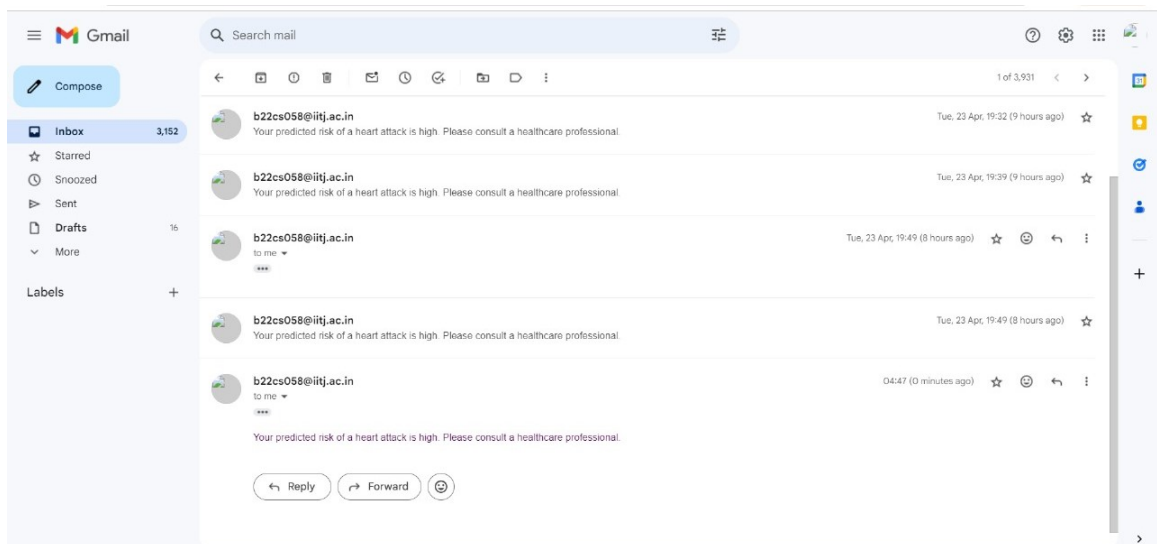 Gmail
Search mail
Compose
1 of 3,931
Inbox 3,152
Starred
Snoozed
Sent
Drafts 16
More
Labels
b22cs058@iitj.ac.in Tue, 23 Apr, 19:32 (9 hours ago)
Your predicted risk of a heart attack is high. Please consult a healthcare professional.
b22cs058@iitj.ac.in Tue, 23 Apr, 19:39 (9 hours ago)
Your predicted risk of a heart attack is high. Please consult a healthcare professional.
b22cs058@iitj.ac.in Tue, 23 Apr, 19:49 (8 hours ago)
to me
b22cs058@iitj.ac.in Tue, 23 Apr, 19:49 (8 hours ago)
Your predicted risk of a heart attack is high. Please consult a healthcare professional.
b22cs058@iitj.ac.in 04:47 (0 minutes ago)
to me
Your predicted risk of a heart attack is high. Please consult a healthcare professional.
Reply Forward
31